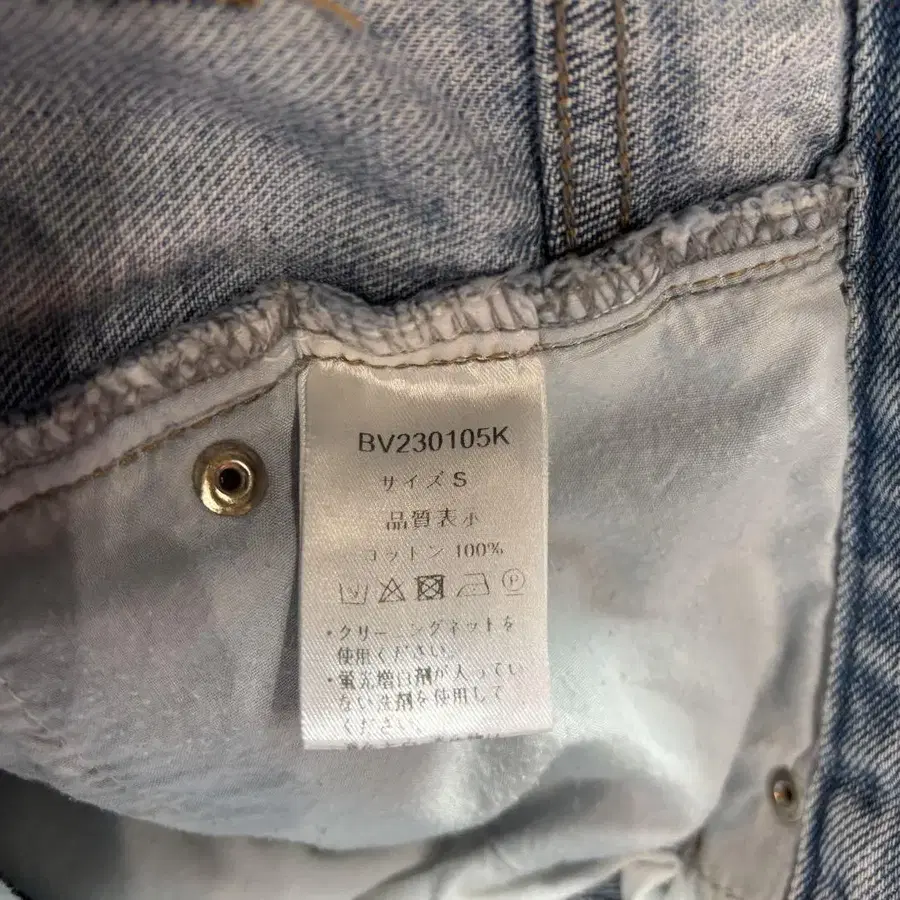 BV230105K
サイズ S
品質表示
コットン 100%
P
・クリーニングネットを
使用ください。
・蛍光増白剤が入ってい
ない洗剤を使用して
ください